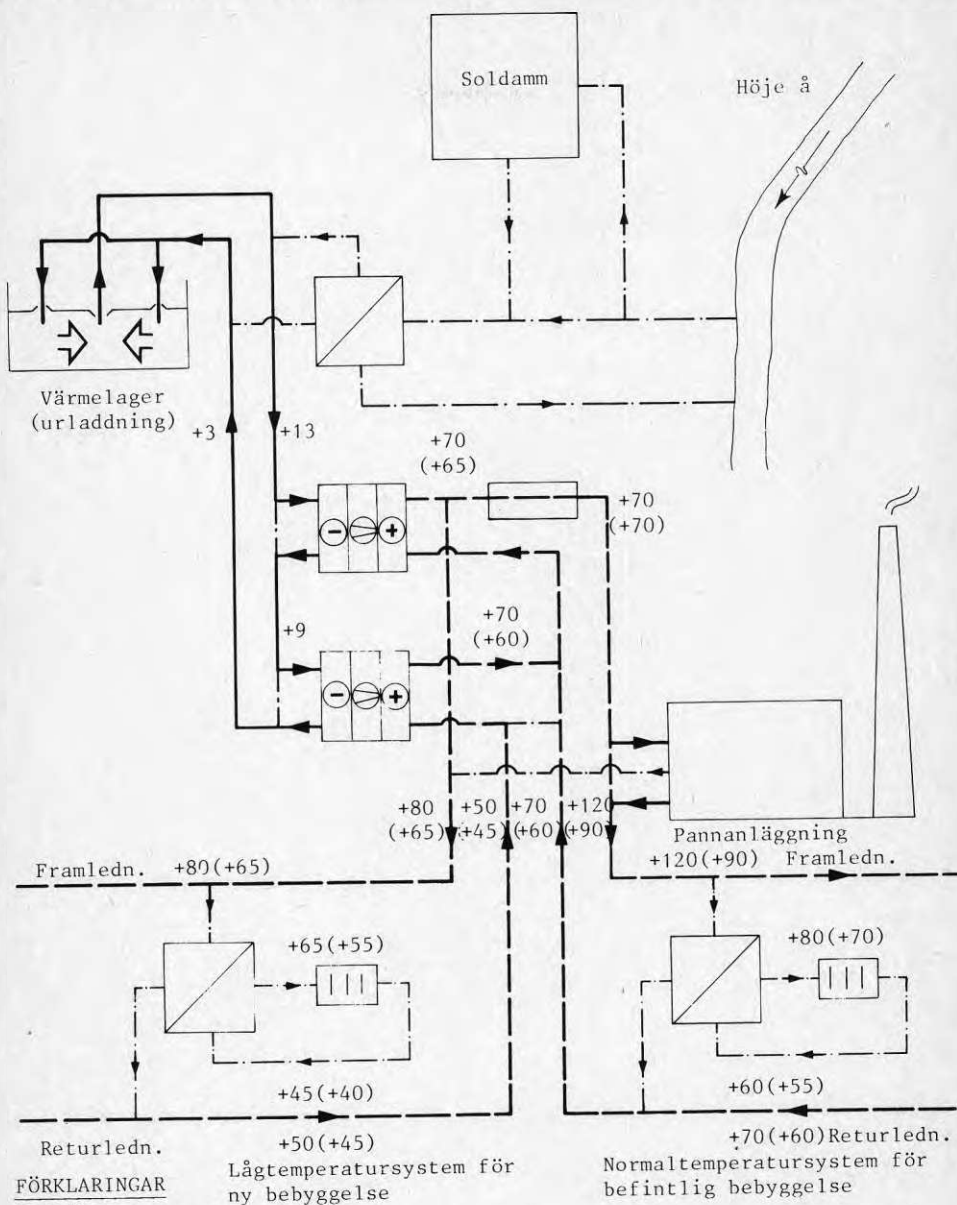 Soldamm
Höje å
Värmelager
(urladdning)
+3
+13
+70
(+65)
+70
(+70)
+9
+70
(+60)
+80
(+65)
+50
(+45)
+70
(+60)
+120
(+90)
Pannanläggning
Framledn.
+80(+65)
+120(+90)
Framledn.
+65(+55)
+80(+70)
+45(+40)
+60(+55)
Returledn.
+50(+45)
+70(+60)Returledn.
Lågtemperatursystem för
ny bebyggelse
Normaltemperatursystem för
befintlig bebyggelse
FÖRKLARINGAR